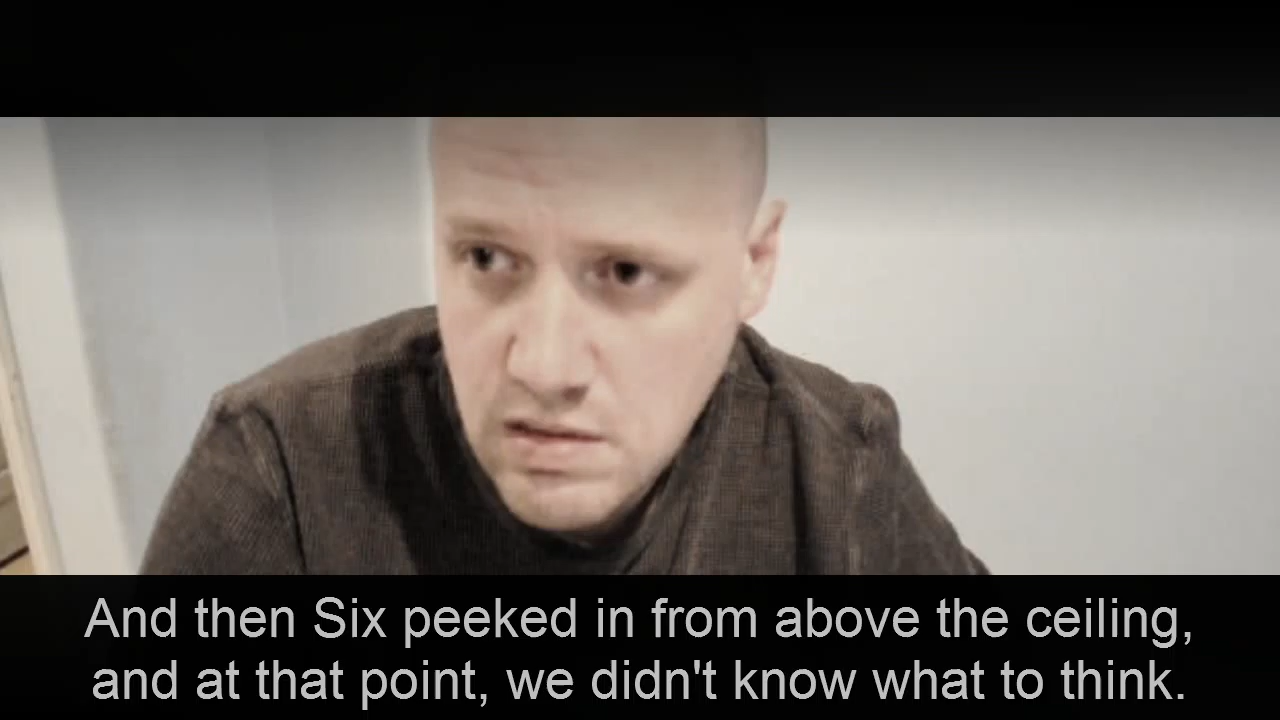 And then Six peeked in from above the ceiling,
and at that point, we didn't know what to think.